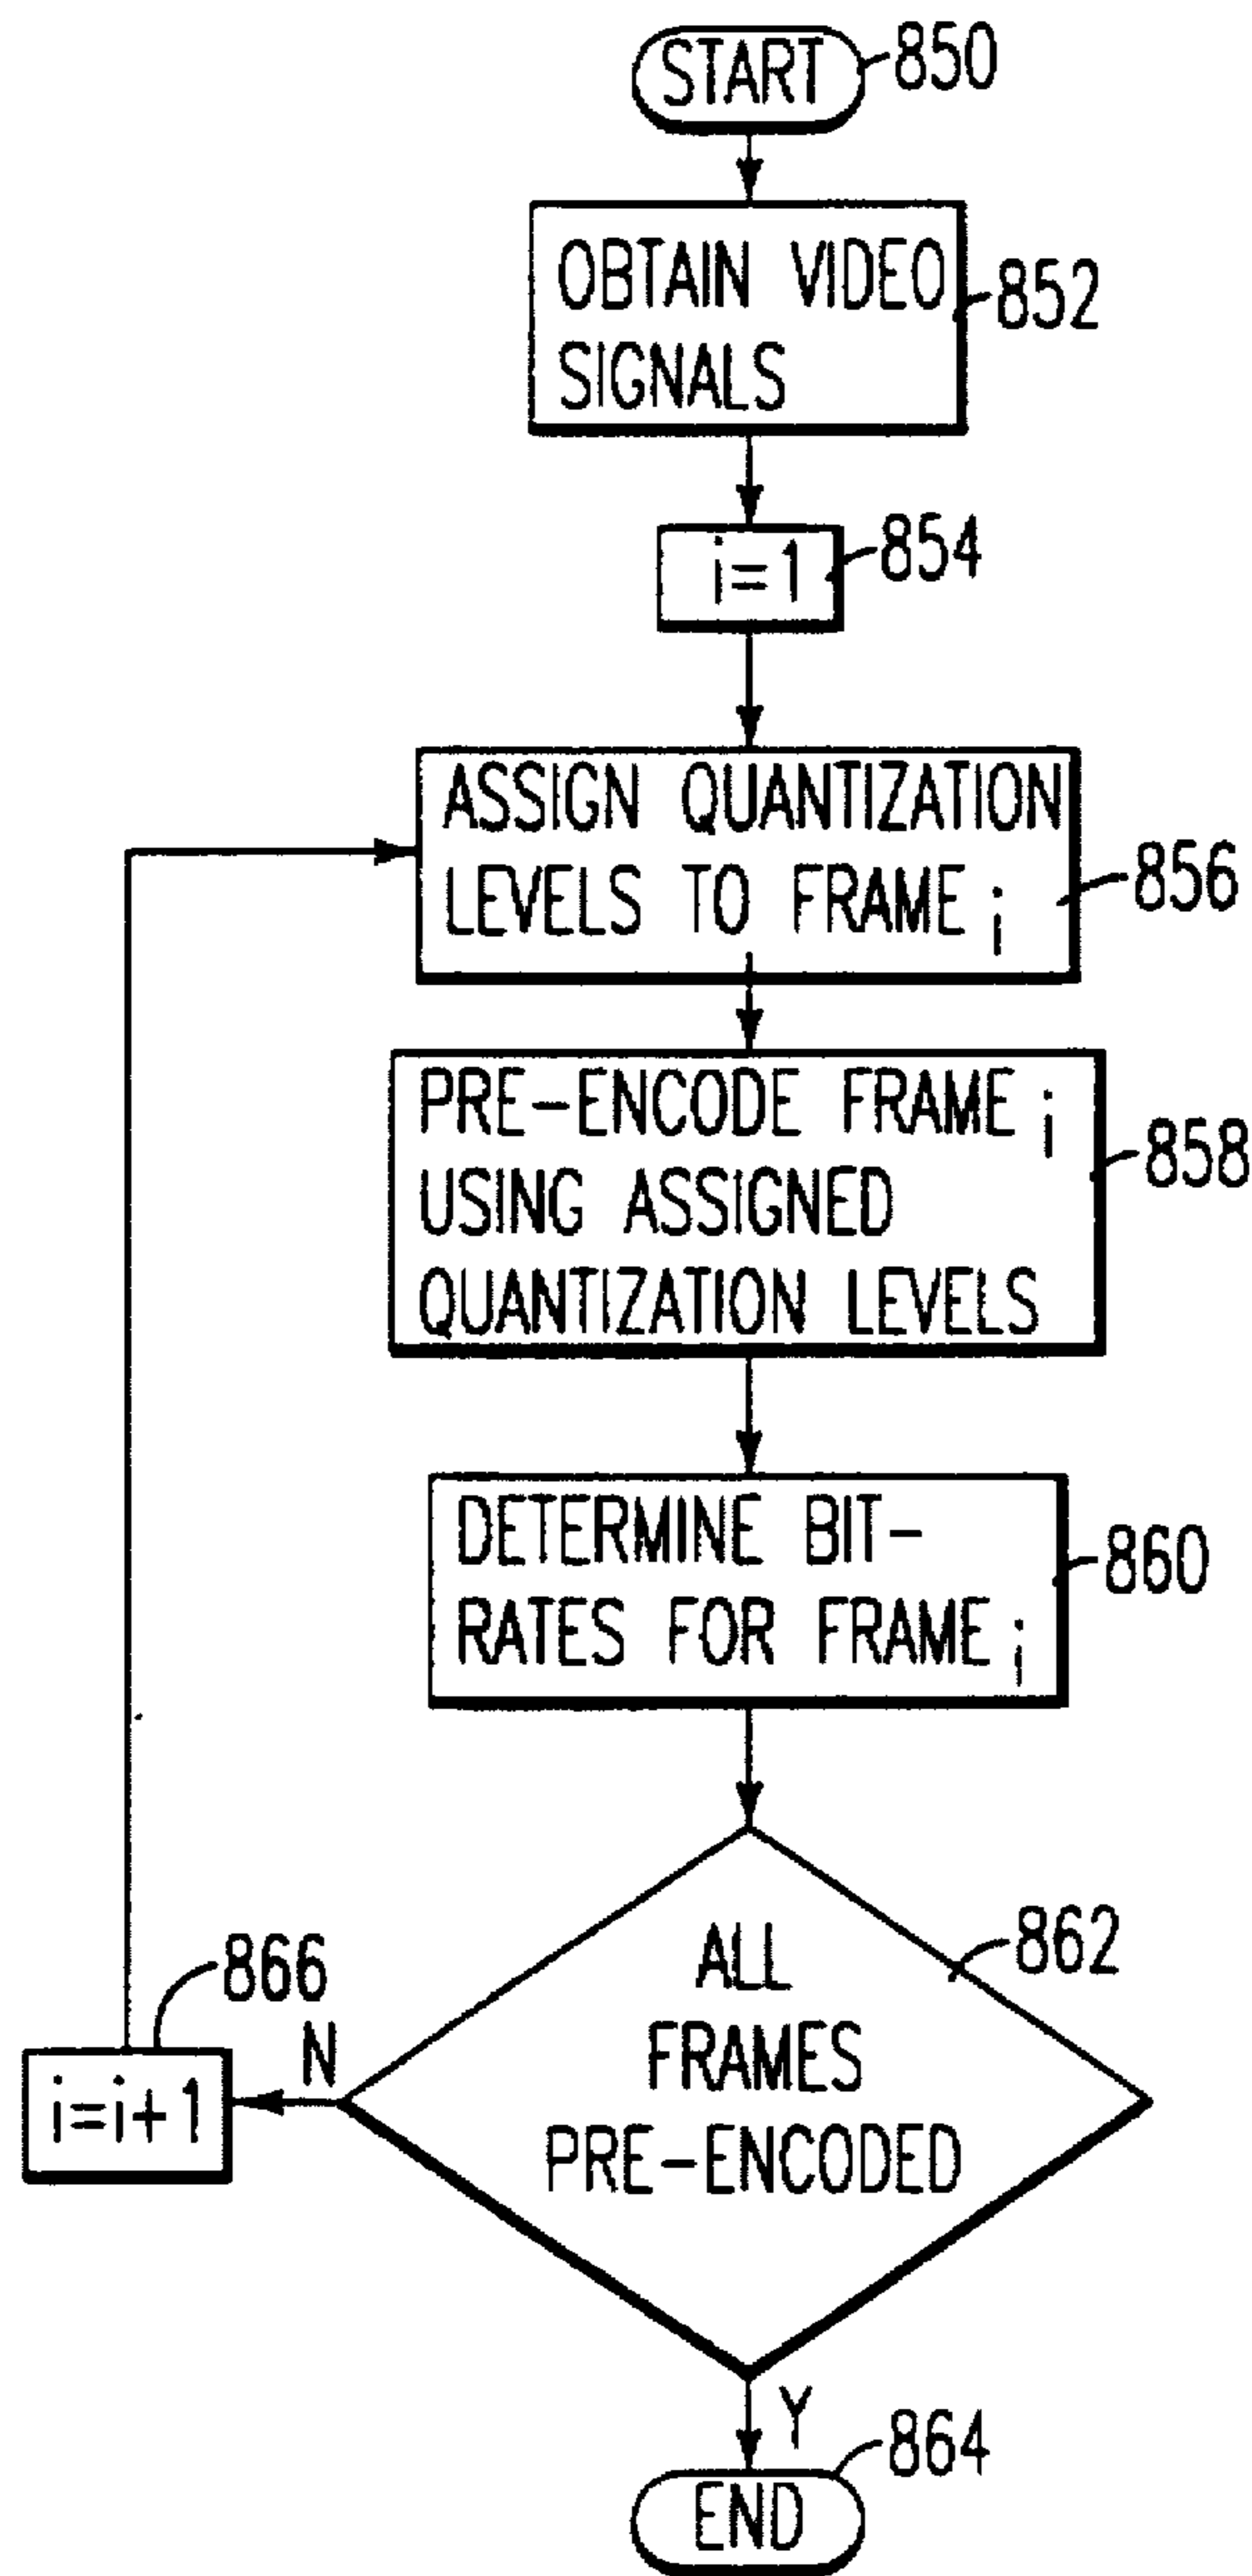 START
850
OBTAIN VIDEO
SIGNALS
852
i=1
854
ASSIGN QUANTIZATION
LEVELS TO FRAME i
856
PRE-ENCODE FRAME i
USING ASSIGNED
QUANTIZATION LEVELS
858
DETERMINE BIT-
RATES FOR FRAME i
860
ALL
FRAMES
PRE-ENCODED
862
N
866
i=i+1
Y
864
END